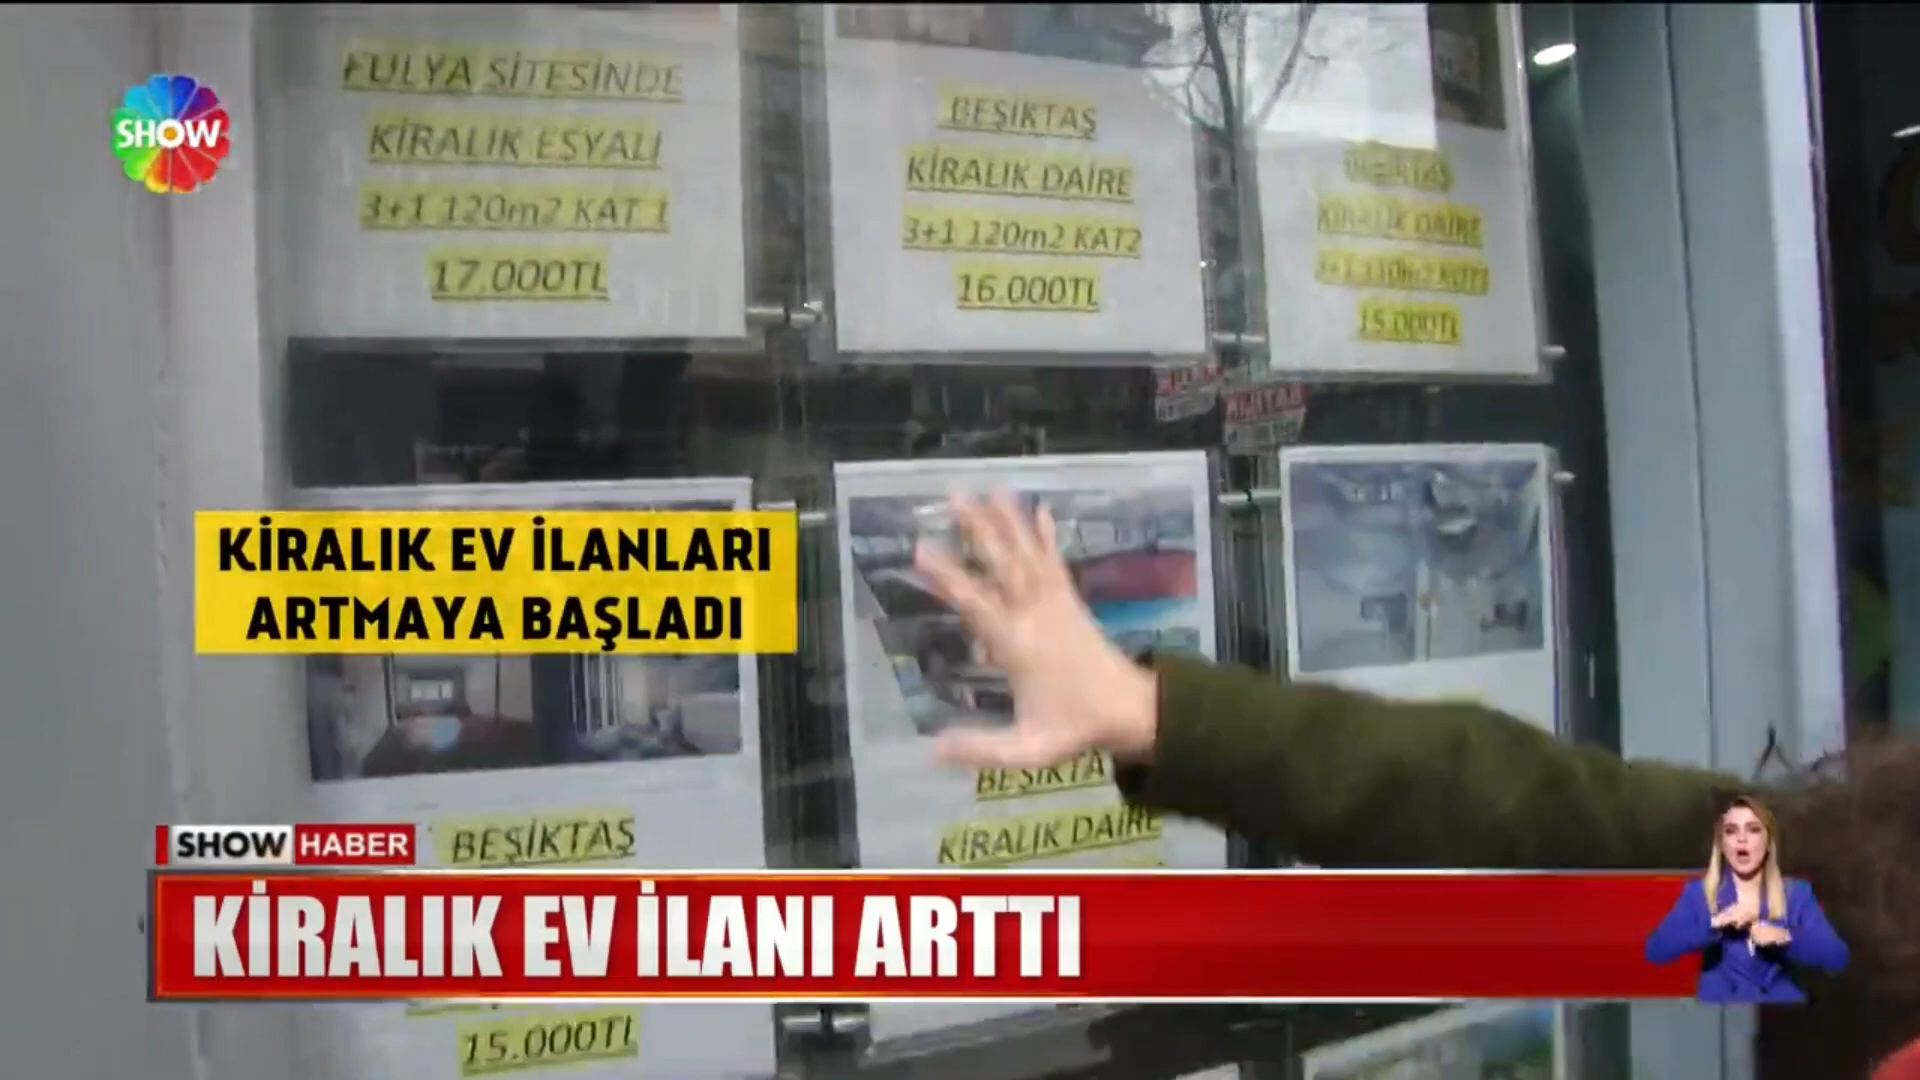 FULYA SİTESİNDE
KİRALIK ESYALI
3+1 120m2 KAT 1
17.000TL
BEŞİKTAŞ
KİRALIK DAİRE
3+1 120m2 KAT2
16.000TL
KİRALIK DAİRE
15.000TL
SHOW
KİRALIK EV İLANLARI
ARTMAYA BAŞLADI
BEŞİKTAŞ
BEŞİKTA
KİRALIK DAİRE
SHOW HABER
KİRALIK EV İLANI ARTTI
15.000TL